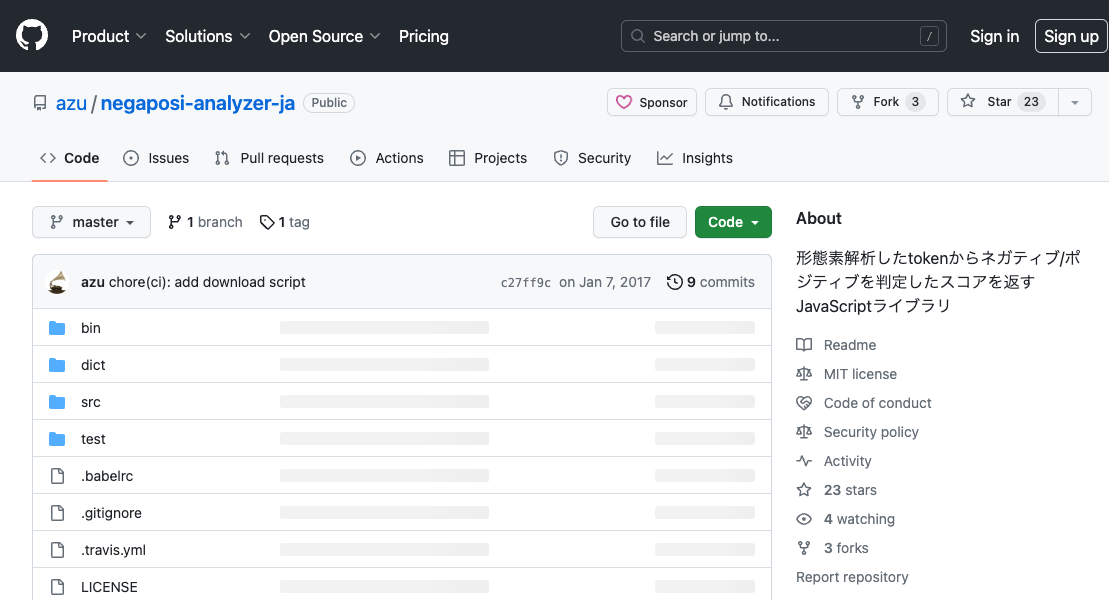 Product Solutions Open Source Pricing Search or jump to... / Sign in Sign up
azu / negaposi-analyzer-ja Public Sponsor Notifications Fork 3 Star 23
Code Issues Pull requests Actions Projects Security Insights
master 1 branch 1 tag Go to file Code
azu chore(ci): add download script c27ff9c on Jan 7, 2017 9 commits
bin
dict
src
test
.babelrc
.gitignore
.travis.yml
LICENSE
About
形態素解析したtokenからネガティブ/ポ
ジティブを判定したスコアを返す
JavaScriptライブラリ
Readme
MIT license
Code of conduct
Security policy
Activity
23 stars
4 watching
3 forks
Report repository